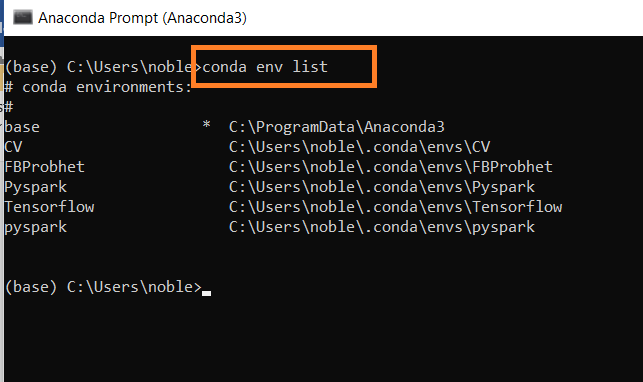 Anaconda Prompt (Anaconda3)
(base) C:\Users\noble>conda env list
# conda environments:
#
base                  *  C:\ProgramData\Anaconda3
CV                       C:\Users\noble\.conda\envs\CV
FBProbhet                C:\Users\noble\.conda\envs\FBProbhet
Pyspark                  C:\Users\noble\.conda\envs\Pyspark
Tensorflow               C:\Users\noble\.conda\envs\Tensorflow
pyspark                  C:\Users\noble\.conda\envs\pyspark
(base) C:\Users\noble>